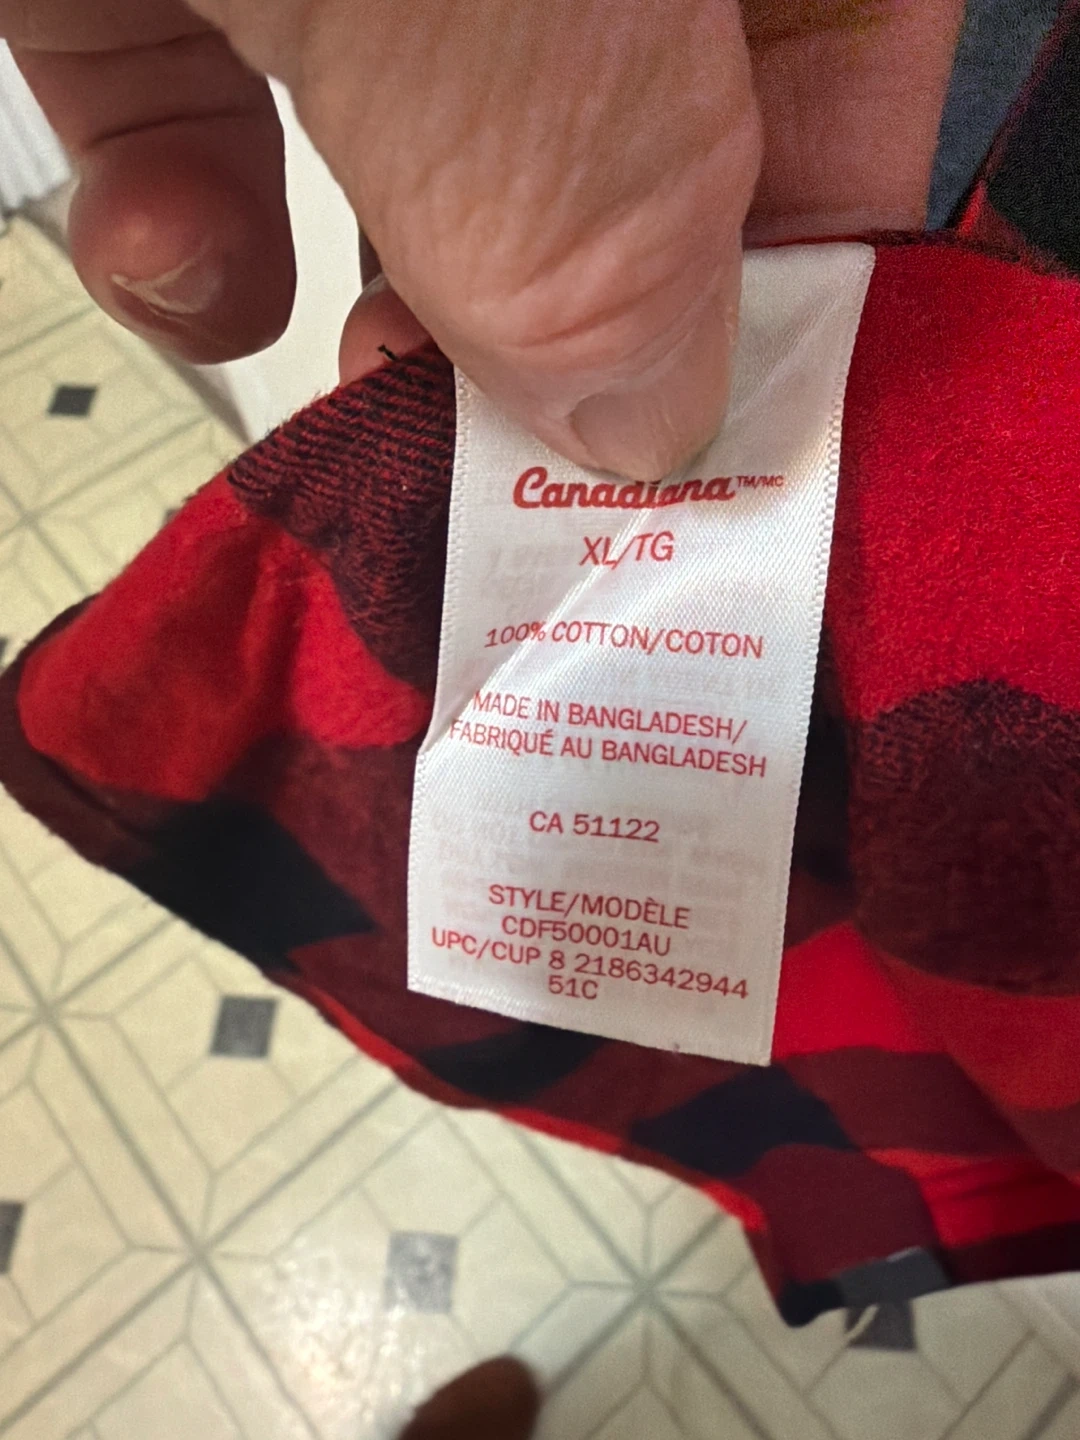 Canadiana™/MC
XL/TG
100% COTTON/COTON
MADE IN BANGLADESH/
FABRIQUÉ AU BANGLADESH
CA 51122
STYLE/MODÈLE
CDF50001AU
UPC/CUP 8 2186342944
51C